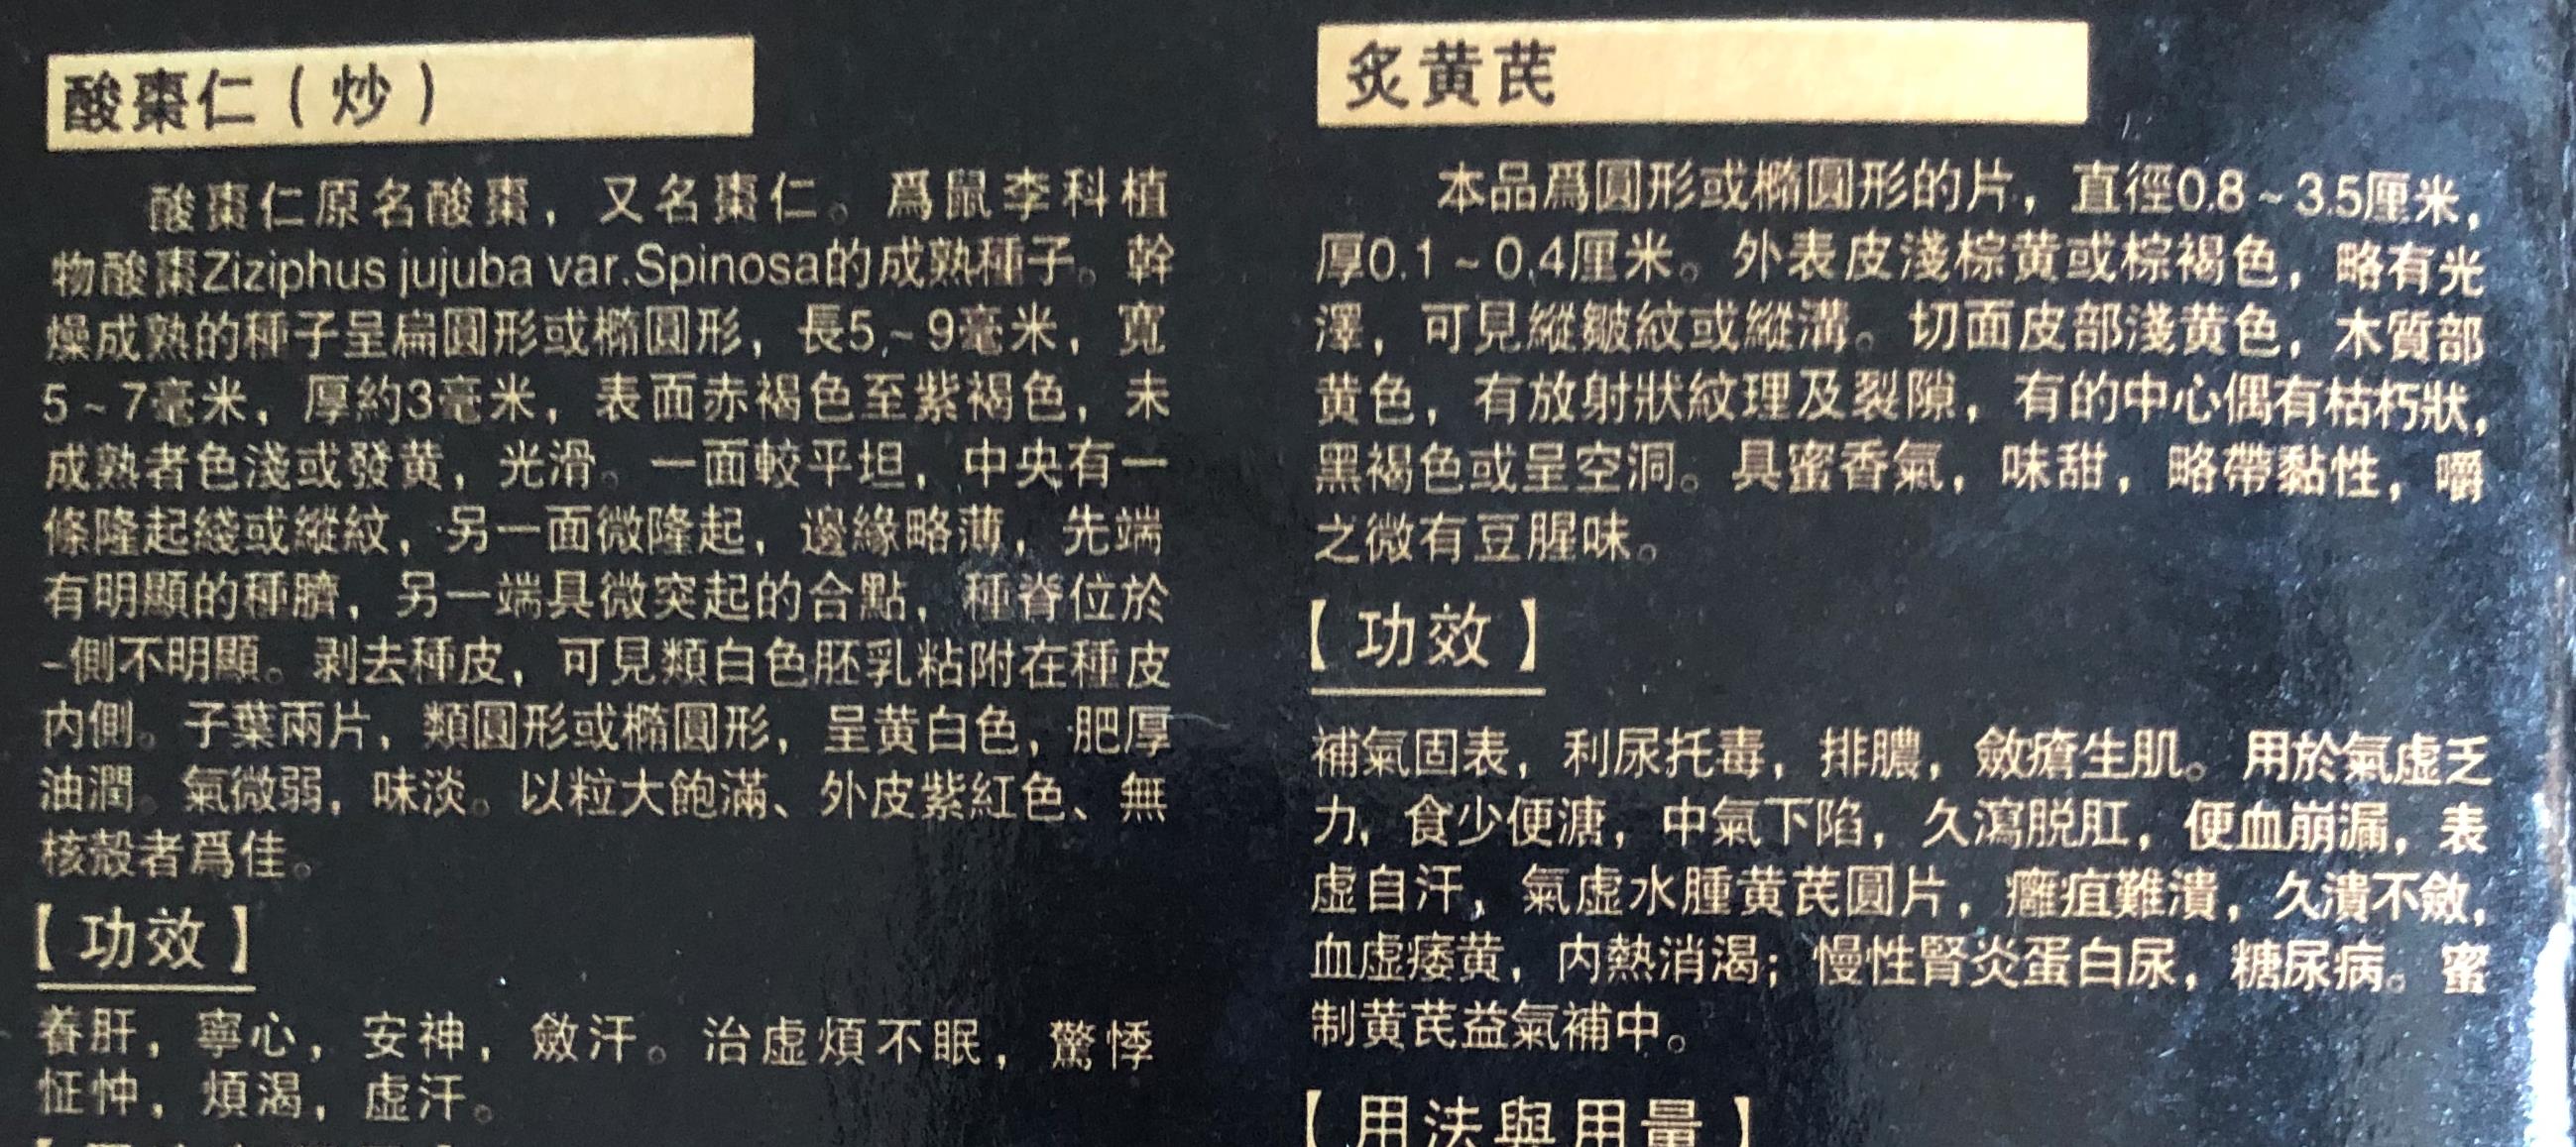 酸棗仁(炒)
酸棗仁原名酸棗，又名棗仁。爲鼠李科植
物酸棗Ziziphus jujuba var.Spinosa的成熟種子。幹
燥成熟的種子呈扁圓形或橢圓形，長5~9毫米，寬
5~7毫米，厚約3毫米，表面赤褐色至紫褐色，未
成熟者色淺或發黃，光滑。一面較平坦，中央有一
條隆起綫或縱紋，另一面微隆起，邊緣略薄，先端
有明顯的種臍，另一端具微突起的合點，種脊位於
-側不明顯。剥去種皮，可見類白色胚乳粘附在種皮
内側。子葉兩片，類圓形或橢圓形，呈黃白色，肥厚
油潤。氣微弱，味淡。以粒大飽滿、外皮紫紅色、無
核殼者爲佳。
【功效】
養肝，寧心，安神，斂汗。治虛煩不眠，驚悸
怔忡，煩渴，虛汗。
炙黄芪
本品爲圓形或橢圓形的片，直徑0.8~3.5厘米，
厚0.1~0.4厘米。外表皮淺棕黄或棕褐色，略有光
澤，可見縱皺紋或縱溝。切面皮部淺黄色，木質部
黄色，有放射狀紋理及裂隙，有的中心偶有枯朽狀，
黑褐色或呈空洞。具蜜香氣，味甜，略帶黏性，嚼
之微有豆腥味。
【功效】
補氣固表，利尿托毒，排膿，斂瘡生肌。用於氣虛乏
力，食少便溏，中氣下陷，久瀉脱肛，便血崩漏，表
虛自汗，氣虛水腫黄芪圓片，癰疽難潰，久潰不斂，
血虛痿黄，内熱消渴；慢性腎炎蛋白尿，糖尿病。蜜
制黄芪益氣補中。
【用法與用量】